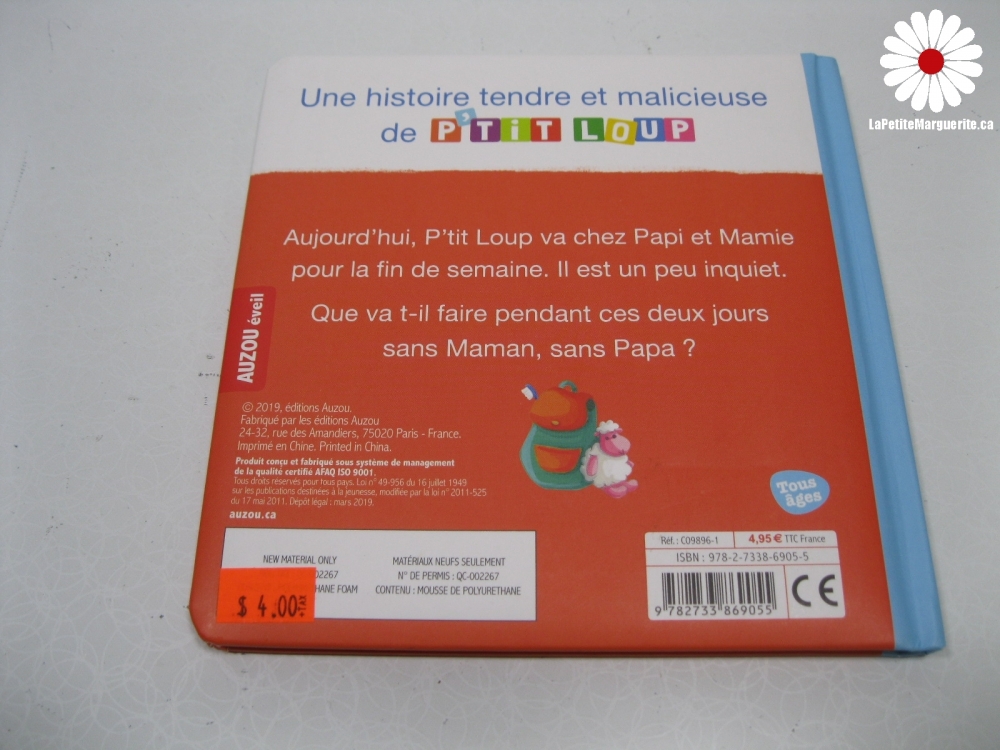 LaPetiteMarguerite.ca
Une histoire tendre et malicieuse
de P'TiT LOUP
Aujourd'hui, P'tit Loup va chez Papi et Mamie
pour la fin de semaine. Il est un peu inquiet.
Que va t-il faire pendant ces deux jours
sans Maman, sans Papa ?
AUZOU éveil
© 2019, éditions Auzou.
Fabriqué par les éditions Auzou
24-32, rue des Amandiers, 75020 Paris - France.
Imprimé en Chine. Printed in China.
Produit conçu et fabriqué sous système de management
de la qualité certifié AFAQ ISO 9001.
Tous droits réservés pour tous pays. Loi n° 49-956 du 16 juillet 1949
sur les publications destinées à la jeunesse, modifiée par la loi n° 2011-525
du 17 mai 2011. Dépôt légal : mars 2019.
auzou.ca
Tous
âges
NEW MATERIAL ONLY
02267
HANE FOAM
MATÉRIAUX NEUFS SEULEMENT
N° DE PERMIS : QC-002267
CONTENU : MOUSSE DE POLYURETHANE
$ 4.00 +TAX
Réf. : C09896-1
4,95 € TTC France
ISBN : 978-2-7338-6905-5
9 782733 869055
CE